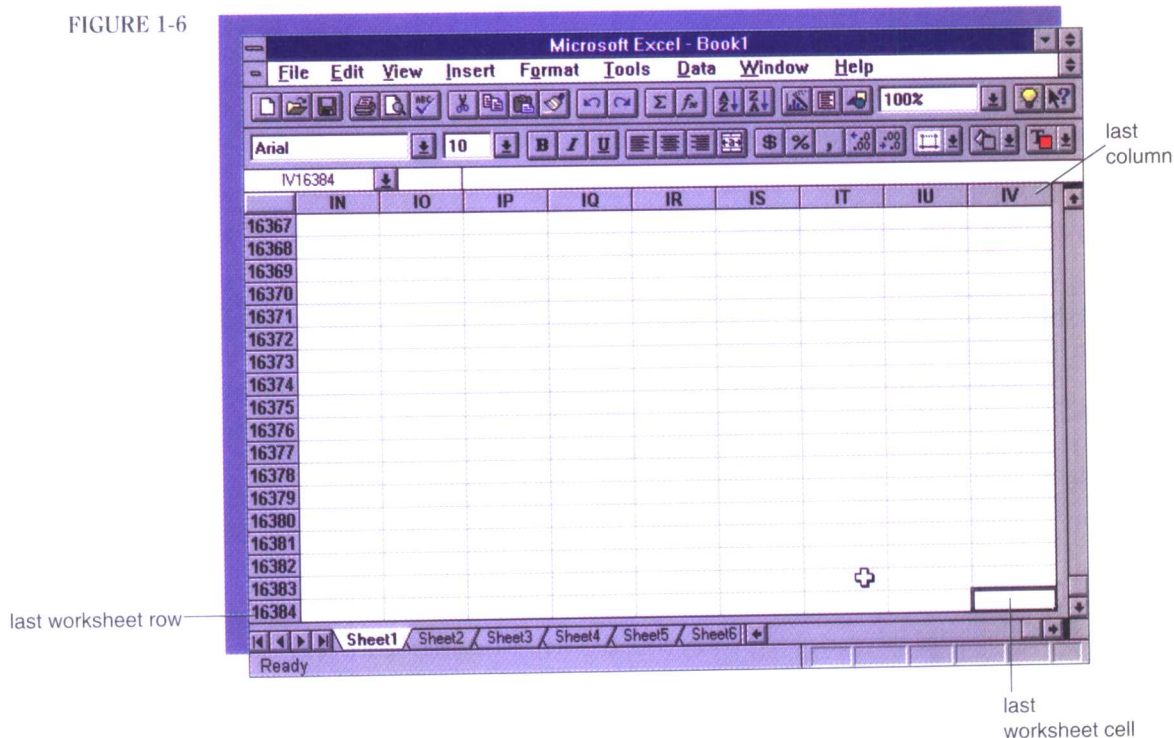 FIGURE 1-6
Microsoft Excel - Book1
File Edit View Insert Format Tools Data Window Help
100%
Arial 10 B I U $ % ,
IV16384
last
column
IN IO IP IQ IR IS IT IU IV
16367
16368
16369
16370
16371
16372
16373
16374
16375
16376
16377
16378
16379
16380
16381
16382
16383
16384
last worksheet row
Sheet1 Sheet2 Sheet3 Sheet4 Sheet5 Sheet6
Ready
last
worksheet cell